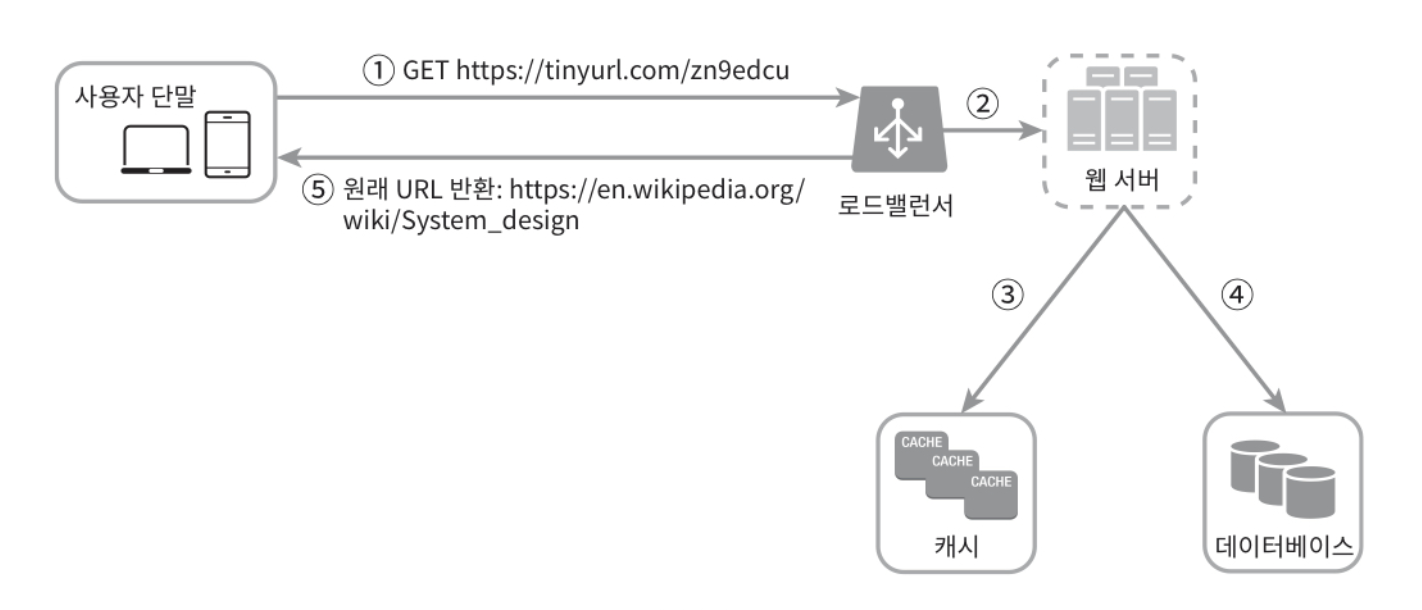 ① GET https://tinyurl.com/zn9edcu
사용자 단말
②
⑤ 원래 URL 반환: https://en.wikipedia.org/
wiki/System_design
로드밸런서
웹 서버
③
④
CACHE
CACHE
CACHE
캐시
데이터베이스